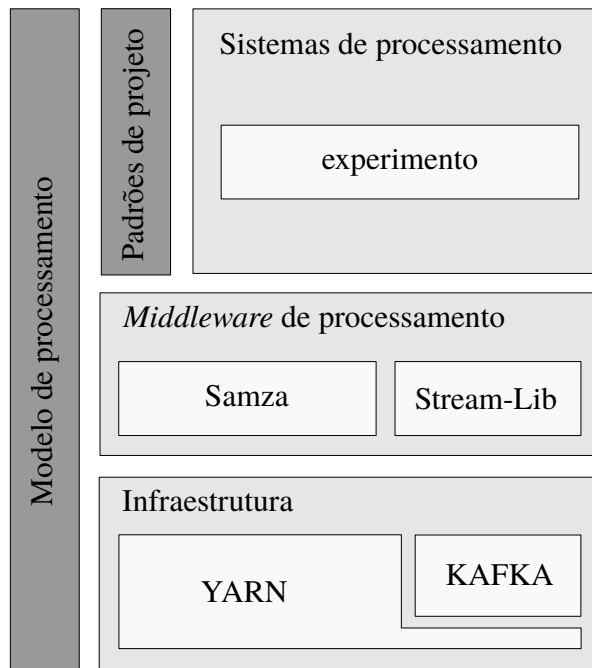 Modelo de processamento
Padrões de projeto
Sistemas de processamento
experimento
Middleware de processamento
Samza
Stream-Lib
Infraestrutura
YARN
KAFKA